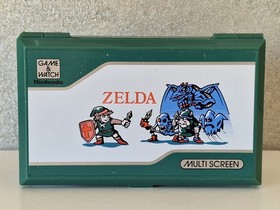 GAME &
WATCH
Nintendo
ZELDA
MULTI SCREEN